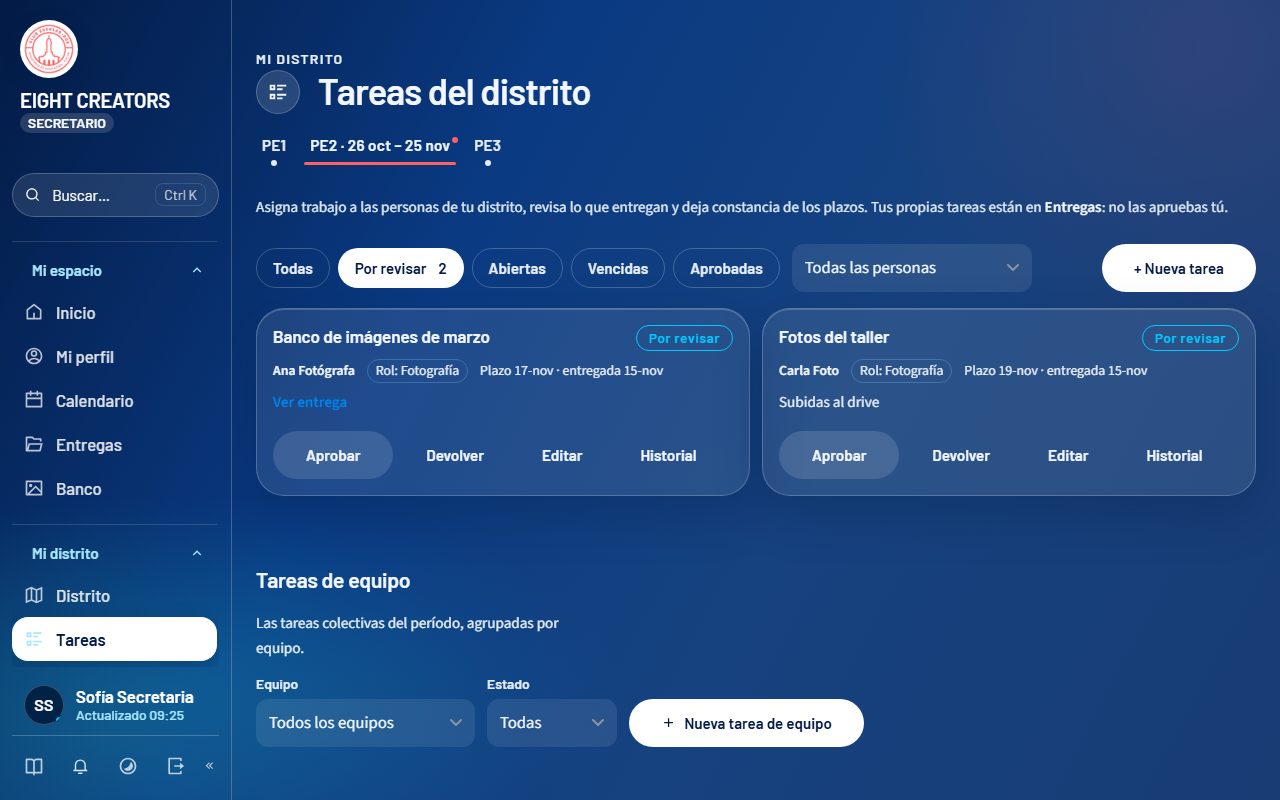 EIGHT CREATORS
SECRETARIO
Buscar...
Ctrl K
Mi espacio
Inicio
Mi perfil
Calendario
Entregas
Banco
Mi distrito
Distrito
Tareas
SS
Sofía Secretaria
Actualizado 09:25
«
MI DISTRITO
Tareas del distrito
PE1
PE2 · 26 oct – 25 nov
PE3
Asigna trabajo a las personas de tu distrito, revisa lo que entregan y deja constancia de los plazos. Tus propias tareas están en Entregas: no las apruebas tú.
Todas
Por revisar 2
Abiertas
Vencidas
Aprobadas
Todas las personas
+ Nueva tarea
Banco de imágenes de marzo
Por revisar
Ana Fotógrafa
Rol: Fotografía
Plazo 17-nov · entregada 15-nov
Ver entrega
Aprobar
Devolver
Editar
Historial
Fotos del taller
Por revisar
Carla Foto
Rol: Fotografía
Plazo 19-nov · entregada 15-nov
Subidas al drive
Aprobar
Devolver
Editar
Historial
Tareas de equipo
Las tareas colectivas del período, agrupadas por
equipo.
Equipo
Todos los equipos
Estado
Todas
+ Nueva tarea de equipo